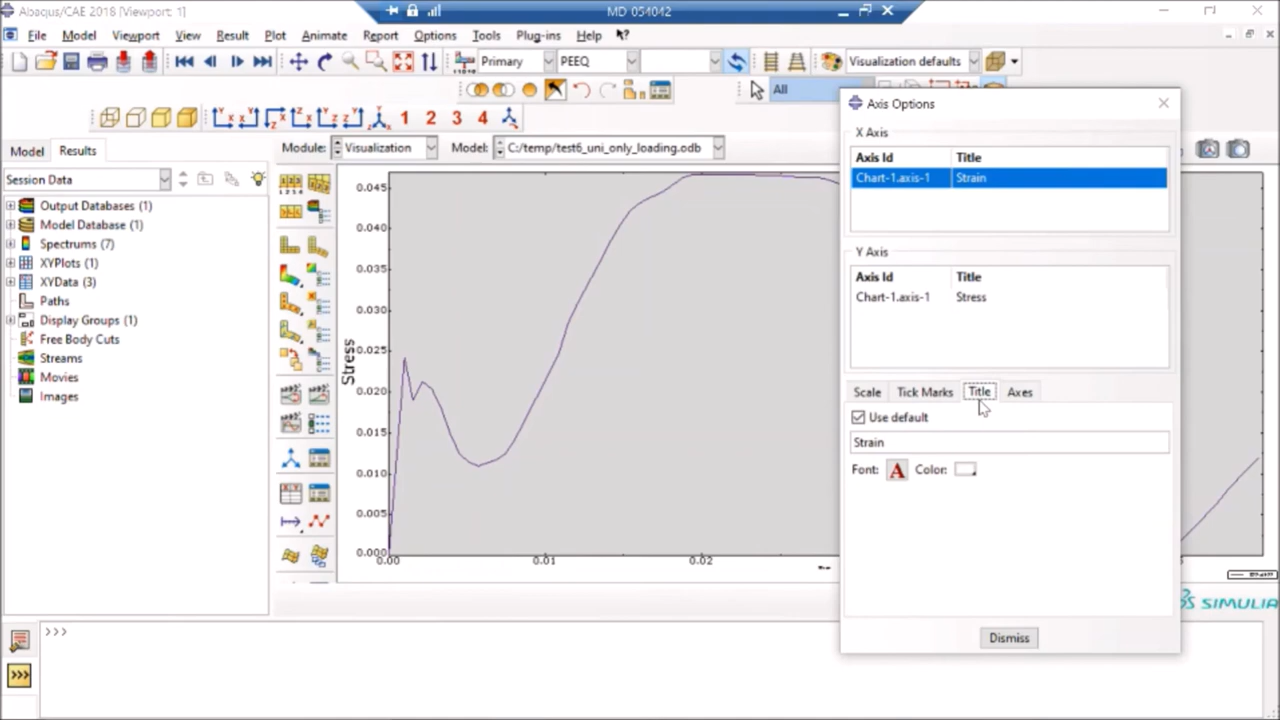 Abaqus/CAE 2018 [Viewport: 1]
MD_054042
File Model Viewport View Result Plot Animate Report Options Tools Plug-ins Help
Primary PEEQ Visualization defaults
All
1 2 3 4
Model Results
Module: Visualization Model: C:/temp/test6_uni_only_loading.odb
Session Data
Output Databases (1)
Model Database (1)
Spectrums (7)
XYPlots (1)
XYData (3)
Paths
Display Groups (1)
Free Body Cuts
Streams
Movies
Images
Stress
0.045
0.040
0.035
0.030
0.025
0.020
0.015
0.010
0.005
0.000
0.00 0.01 0.02
Axis Options
X Axis
Axis Id Title
Chart-1.axis-1 Strain
Y Axis
Axis Id Title
Chart-1.axis-1 Stress
Scale Tick Marks Title Axes
Use default
Strain
Font: A Color:
Dismiss
SIMULIA
>>>
>>>